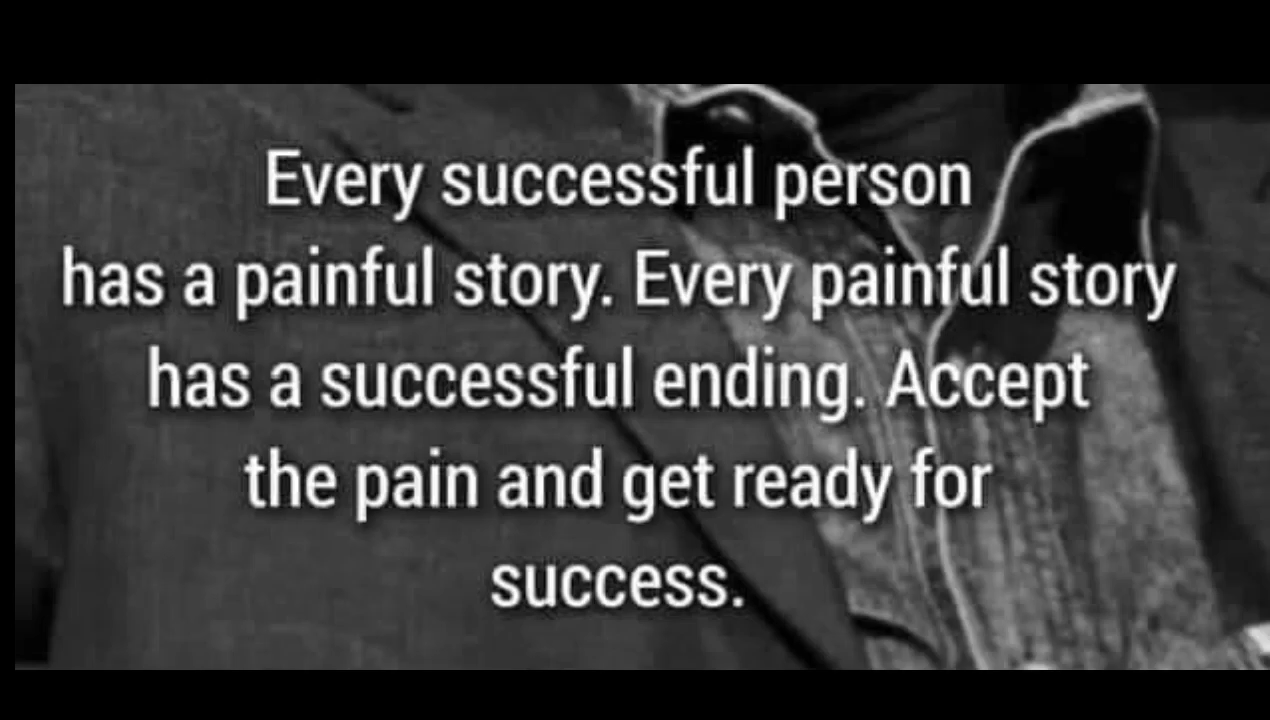 Every successful person
has a painful story. Every painful story
has a successful ending. Accept
the pain and get ready for
success.